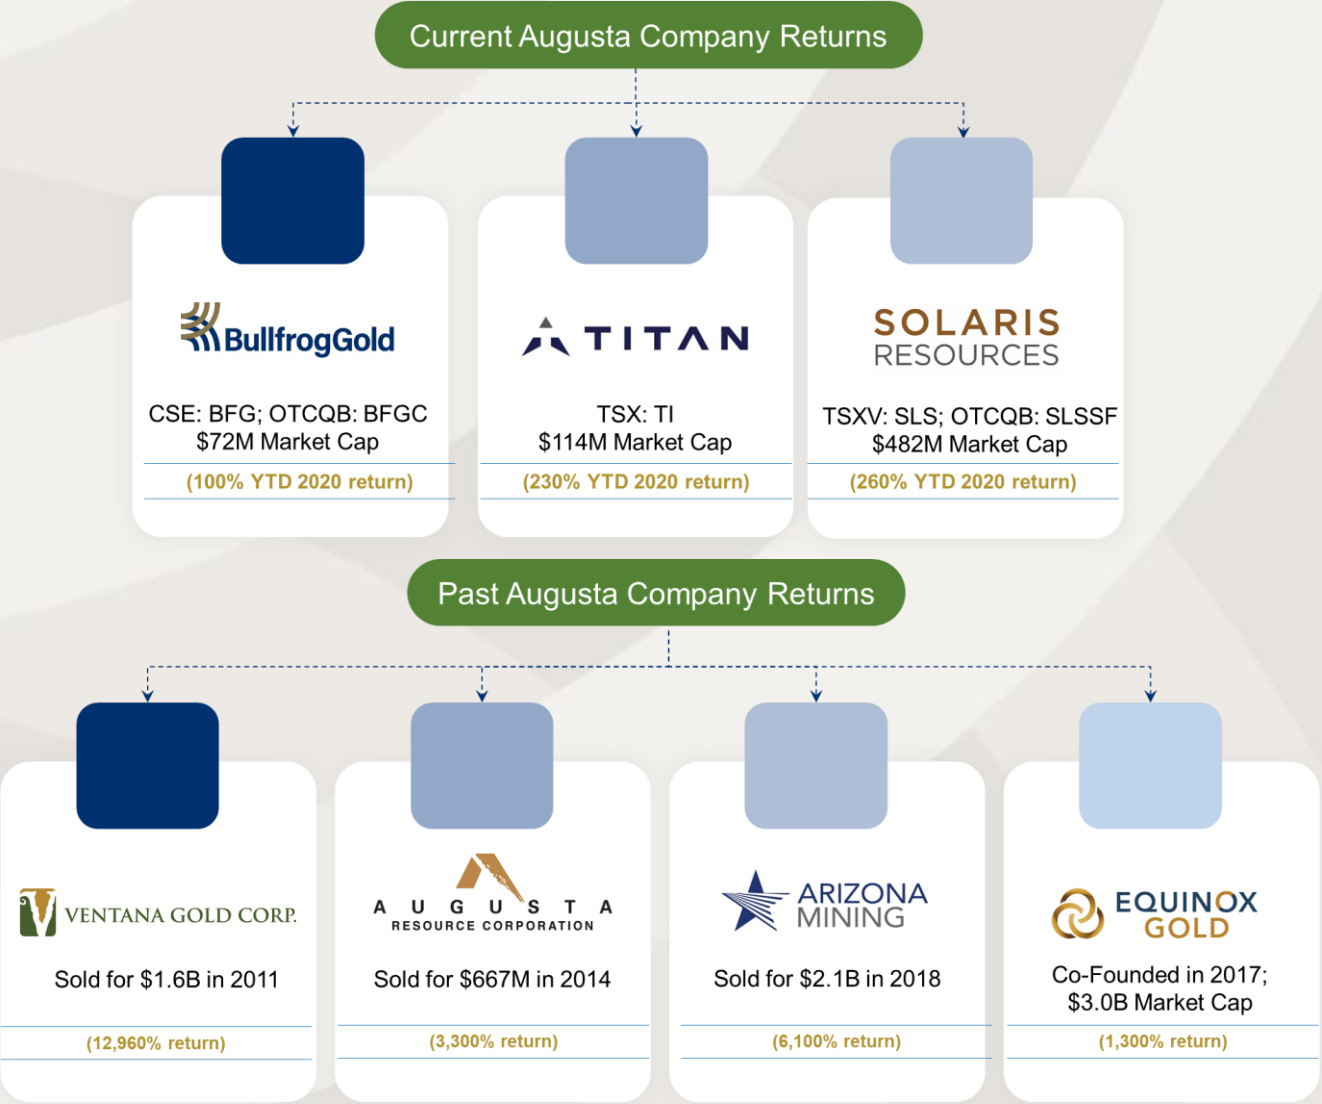 Current Augusta Company Returns
BullfrogGold
CSE: BFG; OTCQB: BFGC
$72M Market Cap
(100% YTD 2020 return)
TITAN
TSX: TI
$114M Market Cap
(230% YTD 2020 return)
SOLARIS
RESOURCES
TSXV: SLS; OTCQB: SLSSF
$482M Market Cap
(260% YTD 2020 return)
Past Augusta Company Returns
VENTANA GOLD CORP.
Sold for $1.6B in 2011
(12,960% return)
AUGUSTA
RESOURCE CORPORATION
Sold for $667M in 2014
(3,300% return)
ARIZONA
MINING
Sold for $2.1B in 2018
(6,100% return)
EQUINOX
GOLD
Co-Founded in 2017;
$3.0B Market Cap
(1,300% return)